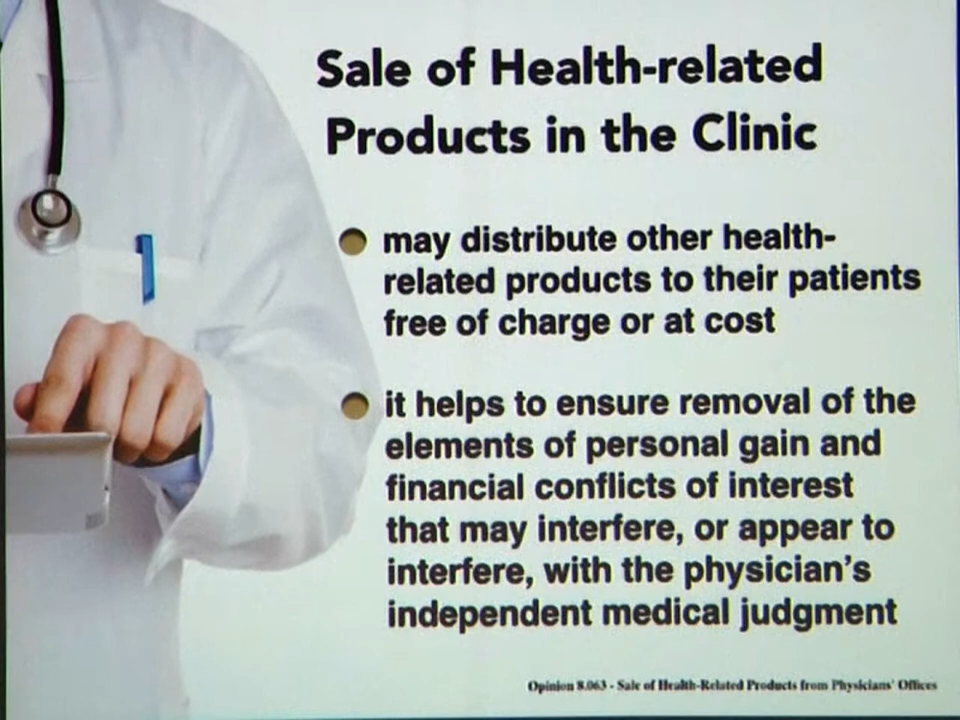 Sale of Health-related
Products in the Clinic
may distribute other health-
related products to their patients
free of charge or at cost
it helps to ensure removal of the
elements of personal gain and
financial conflicts of interest
that may interfere, or appear to
interfere, with the physician's
independent medical judgment
Opinion 8.063 - Sale of Health-Related Products from Physicians' Offices